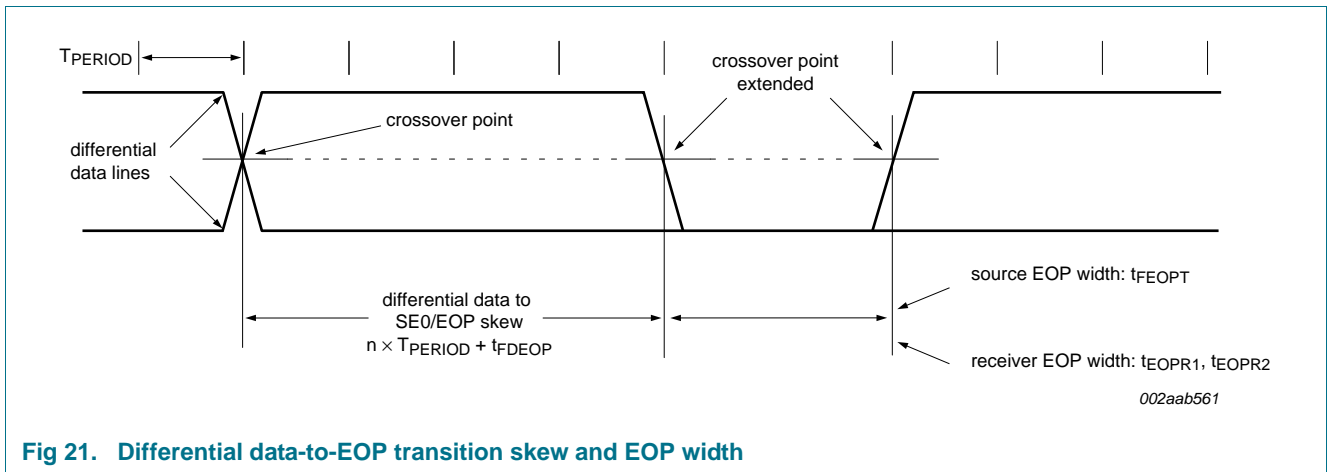 TPERIOD
crossover point
extended
crossover point
differential
data lines
differential data to
SE0/EOP skew
n × TPERIOD + tFDEOP
source EOP width: tFEOPT
receiver EOP width: tEOPR1, tEOPR2
002aab561
Fig 21. Differential data-to-EOP transition skew and EOP width